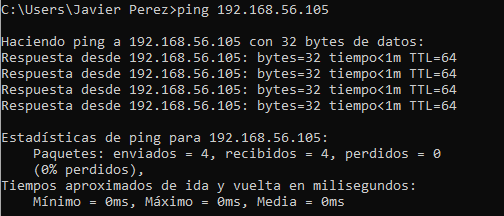 C:\Users\Javier Perez>ping 192.168.56.105
Haciendo ping a 192.168.56.105 con 32 bytes de datos:
Respuesta desde 192.168.56.105: bytes=32 tiempo<1m TTL=64
Respuesta desde 192.168.56.105: bytes=32 tiempo<1m TTL=64
Respuesta desde 192.168.56.105: bytes=32 tiempo<1m TTL=64
Respuesta desde 192.168.56.105: bytes=32 tiempo<1m TTL=64
Estadísticas de ping para 192.168.56.105:
Paquetes: enviados = 4, recibidos = 4, perdidos = 0
(0% perdidos),
Tiempos aproximados de ida y vuelta en milisegundos:
Mínimo = 0ms, Máximo = 0ms, Media = 0ms